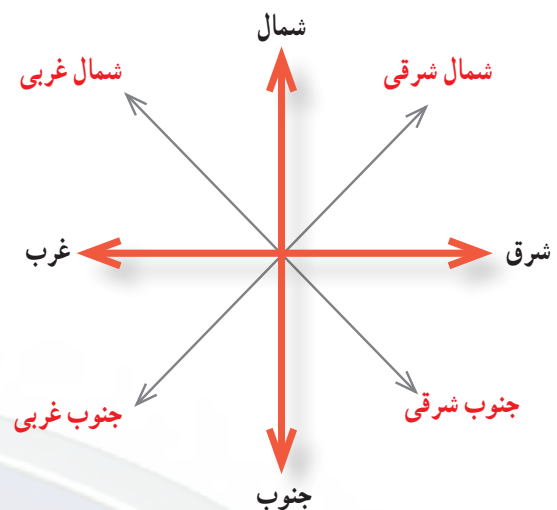 شمال
شمال شرقی
شمال غربی
شرق
غرب
جنوب شرقی
جنوب غربی
جنوب